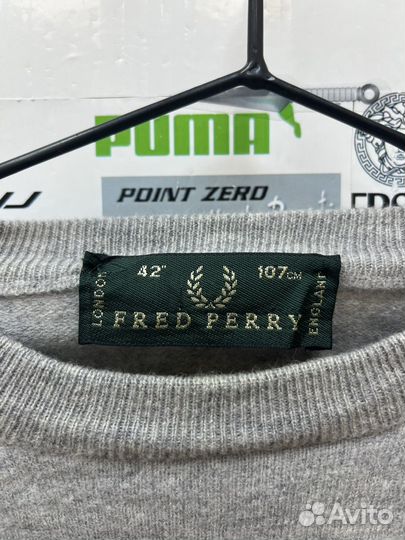 PUMA
POINT ZERO
LONDON 42" 107CM ENGLAND
FRED PERRY
Avito